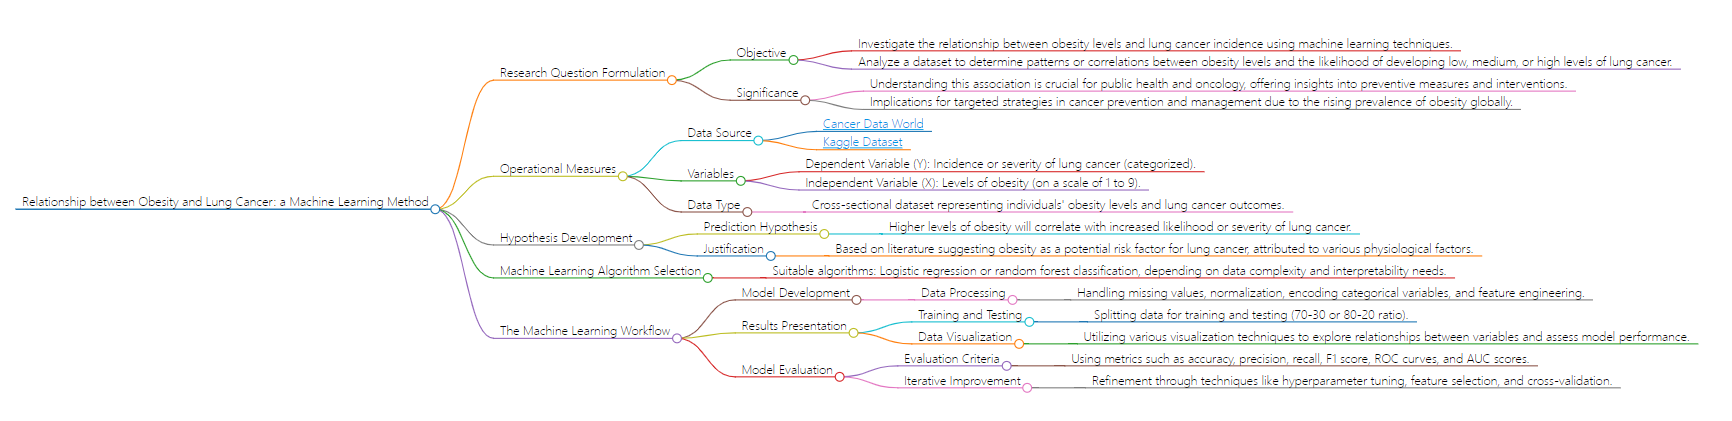 Relationship between Obesity and Lung Cancer: a Machine Learning Method
Research Question Formulation
Objective
Investigate the relationship between obesity levels and lung cancer incidence using machine learning techniques.
Analyze a dataset to determine patterns or correlations between obesity levels and the likelihood of developing low, medium, or high levels of lung cancer.
Significance
Understanding this association is crucial for public health and oncology, offering insights into preventive measures and interventions.
Implications for targeted strategies in cancer prevention and management due to the rising prevalence of obesity globally.
Operational Measures
Data Source
Cancer Data World
Kaggle Dataset
Variables
Dependent Variable (Y): Incidence or severity of lung cancer (categorized).
Independent Variable (X): Levels of obesity (on a scale of 1 to 9).
Data Type
Cross-sectional dataset representing individuals' obesity levels and lung cancer outcomes.
Hypothesis Development
Prediction Hypothesis
Higher levels of obesity will correlate with increased likelihood or severity of lung cancer.
Justification
Based on literature suggesting obesity as a potential risk factor for lung cancer, attributed to various physiological factors.
Machine Learning Algorithm Selection
Suitable algorithms: Logistic regression or random forest classification, depending on data complexity and interpretability needs.
The Machine Learning Workflow
Model Development
Data Processing
Handling missing values, normalization, encoding categorical variables, and feature engineering.
Results Presentation
Training and Testing
Splitting data for training and testing (70-30 or 80-20 ratio).
Data Visualization
Utilizing various visualization techniques to explore relationships between variables and assess model performance.
Model Evaluation
Evaluation Criteria
Using metrics such as accuracy, precision, recall, F1 score, ROC curves, and AUC scores.
Iterative Improvement
Refinement through techniques like hyperparameter tuning, feature selection, and cross-validation.